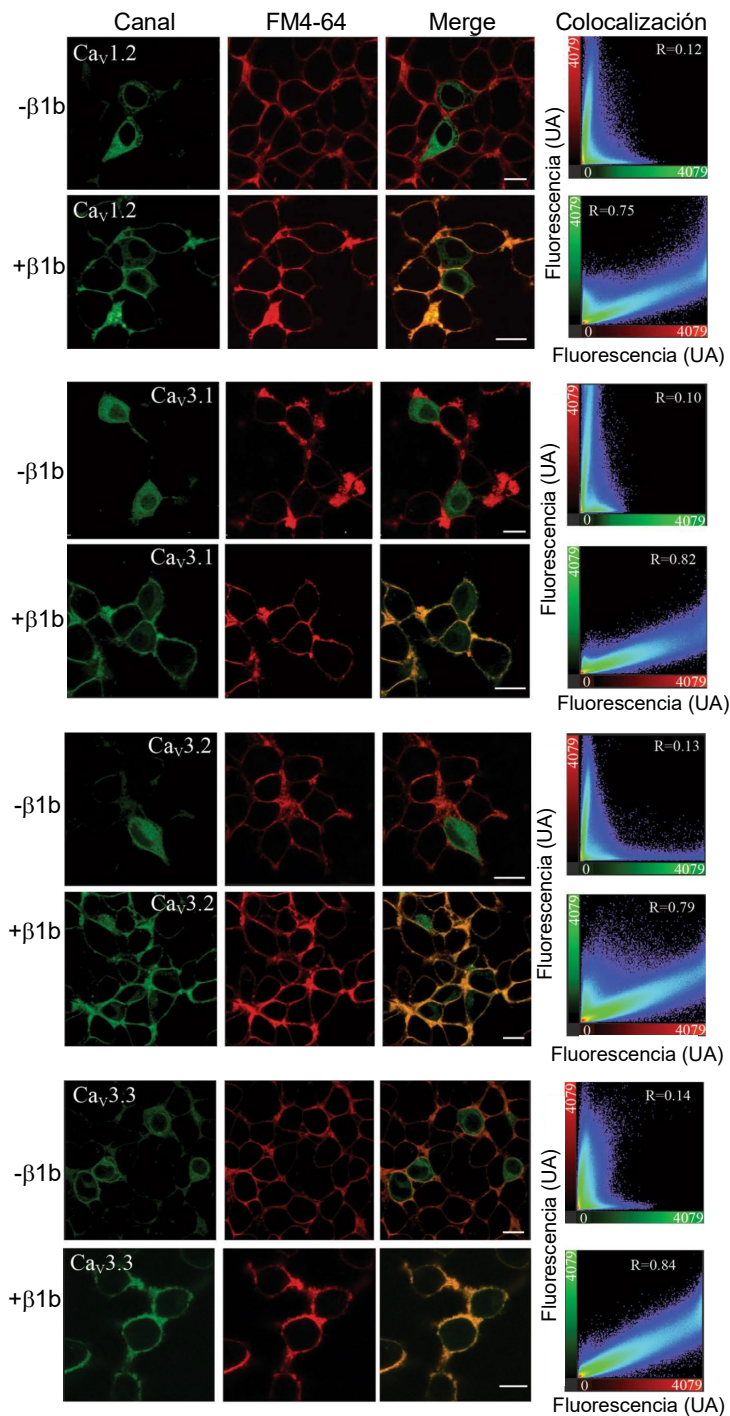 Canal FM4-64 Merge Colocalización
-β1b
CaV1.2
R=0.12
4079
0 4079
Fluorescencia (UA)
+β1b
CaV1.2
R=0.75
4079
0 4079
Fluorescencia (UA)
-β1b
CaV3.1
R=0.10
4079
0 4079
Fluorescencia (UA)
+β1b
CaV3.1
R=0.82
4079
0 4079
Fluorescencia (UA)
-β1b
CaV3.2
R=0.13
4079
0 4079
Fluorescencia (UA)
+β1b
CaV3.2
R=0.79
4079
0 4079
Fluorescencia (UA)
-β1b
CaV3.3
R=0.14
4079
0 4079
Fluorescencia (UA)
+β1b
CaV3.3
R=0.84
4079
0 4079
Fluorescencia (UA)